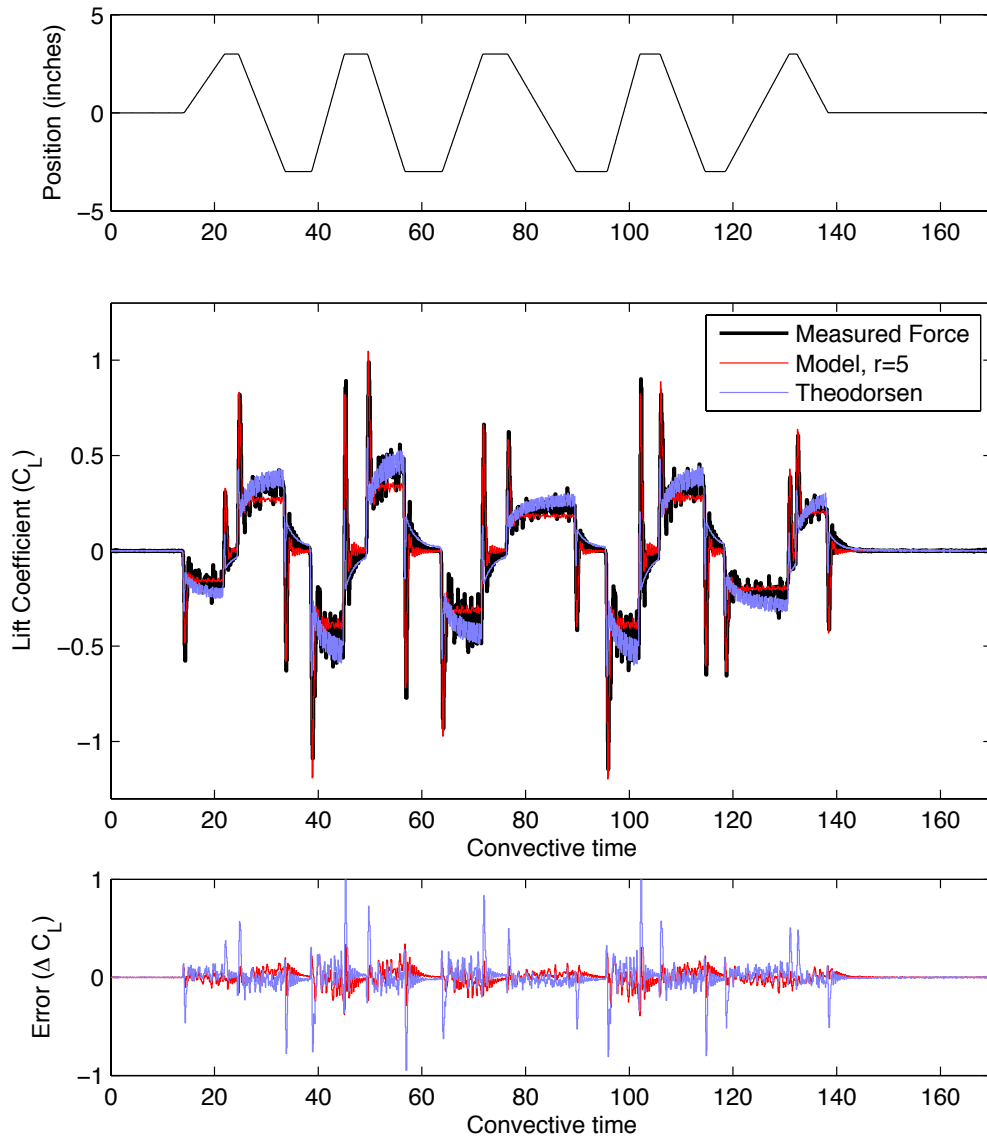 5
0
−5
Position (inches)
0 20 40 60 80 100 120 140 160
1
0.5
0
−0.5
−1
Lift Coefficient (C_L)
Measured Force
Model, r=5
Theodorsen
0 20 40 60 80 100 120 140 160
Convective time
1
0
−1
Error (Δ C_L)
0 20 40 60 80 100 120 140 160
Convective time